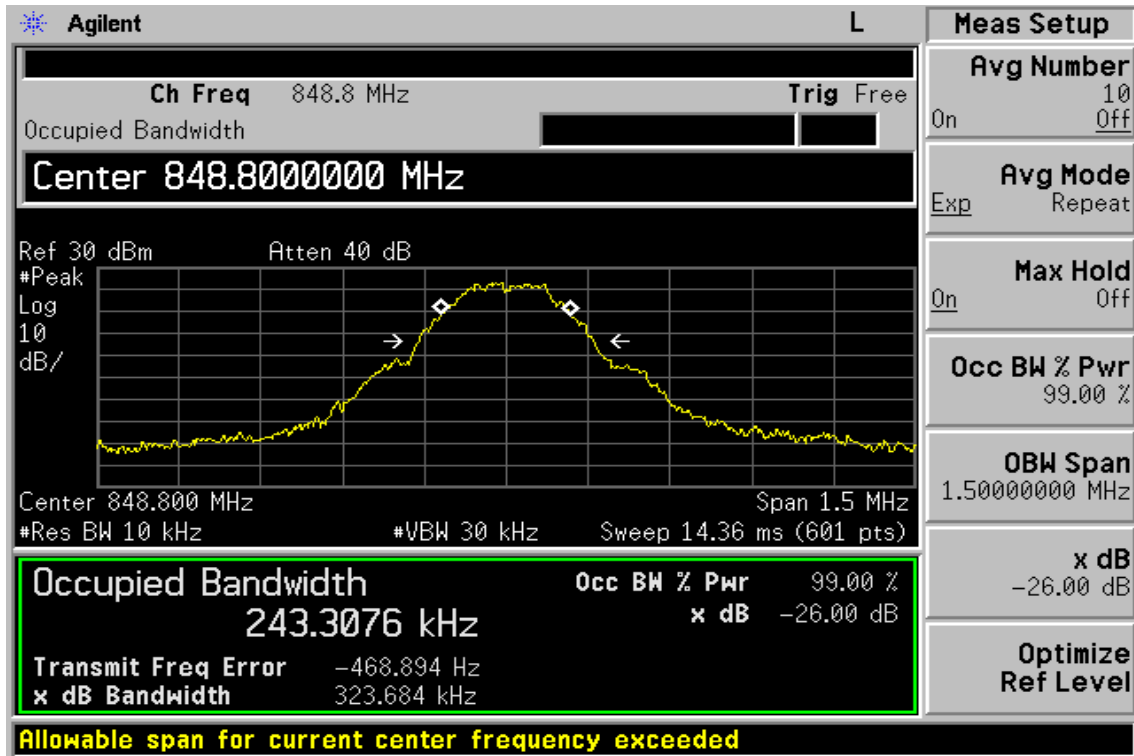 Agilent L Meas Setup
Ch Freq 848.8 MHz Trig Free
Occupied Bandwidth
Center 848.8000000 MHz
Ref 30 dBm Atten 40 dB
#Peak
Log
10
dB/
Center 848.800 MHz Span 1.5 MHz
#Res BW 10 kHz #VBW 30 kHz Sweep 14.36 ms (601 pts)
Occupied Bandwidth Occ BW % Pwr 99.00 %
243.3076 kHz x dB -26.00 dB
Transmit Freq Error -468.894 Hz
x dB Bandwidth 323.684 kHz
Allowable span for current center frequency exceeded
Avg Number
10
On Off
Avg Mode
Exp Repeat
Max Hold
On Off
Occ BW % Pwr
99.00 %
OBW Span
1.50000000 MHz
x dB
-26.00 dB
Optimize
Ref Level